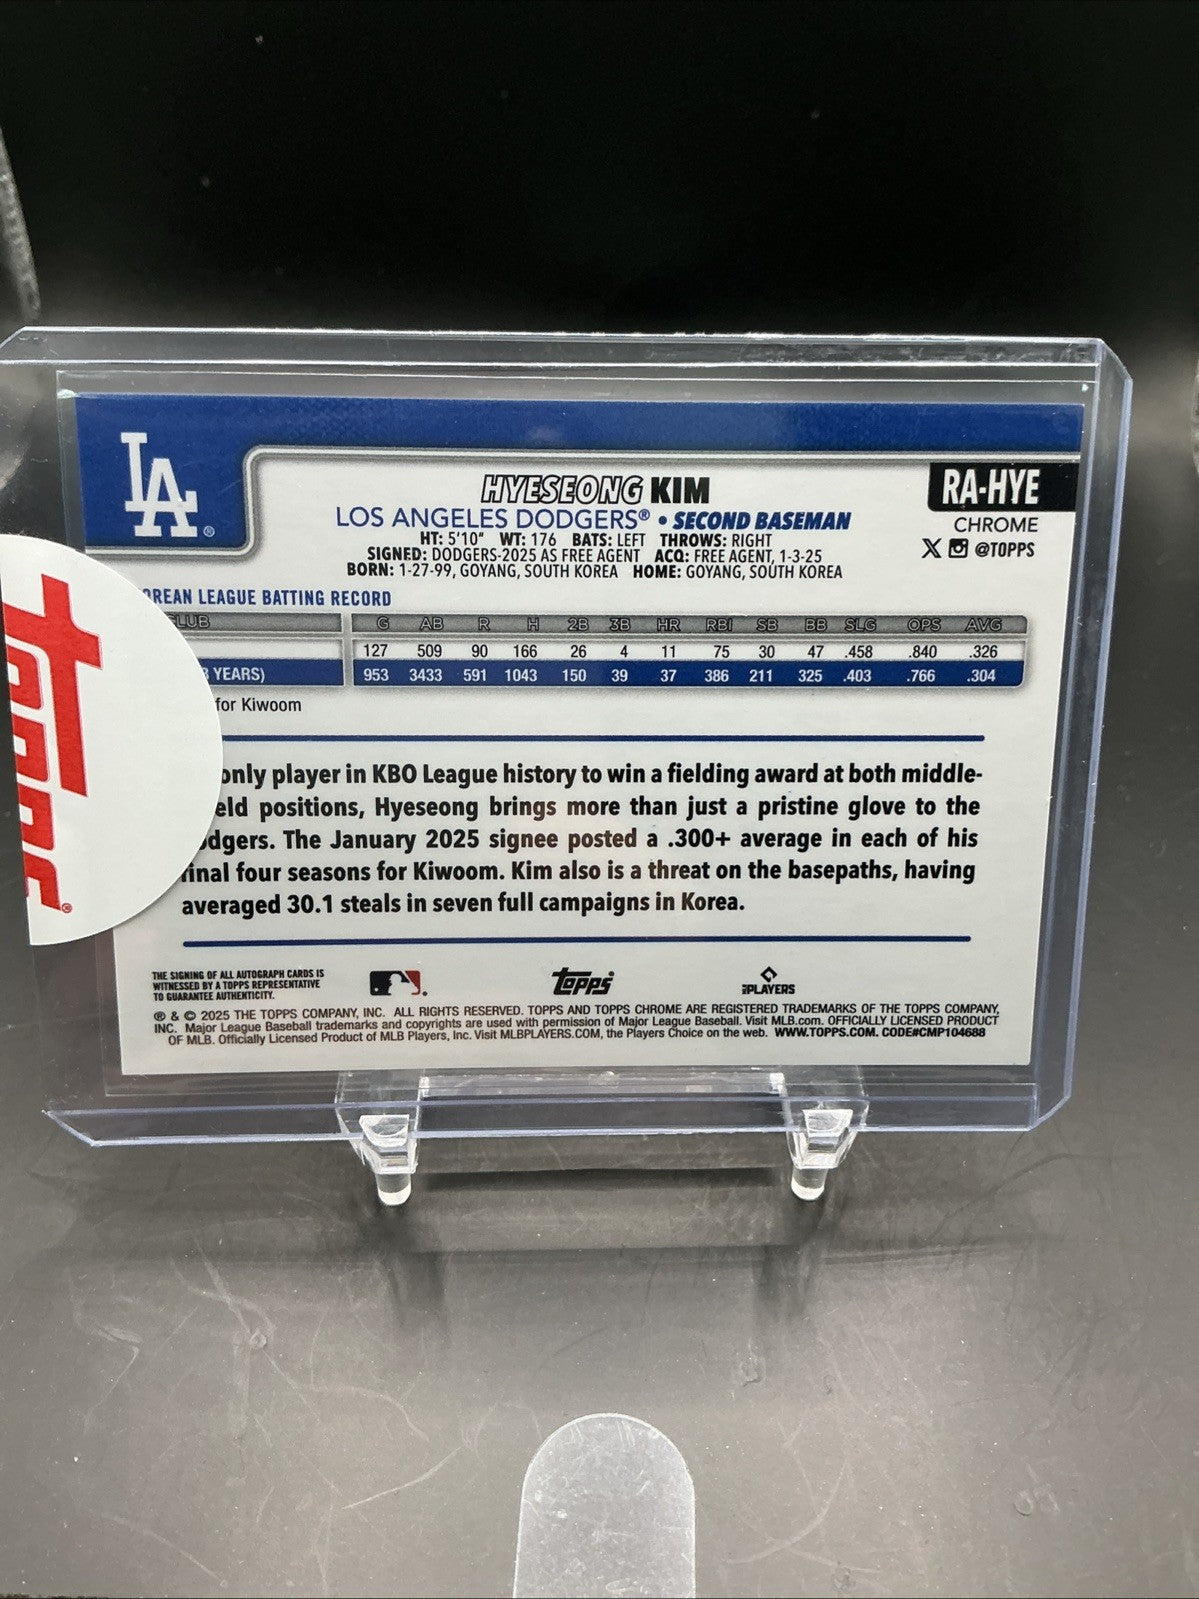 LA®
HYESEONG KIM
RA-HYE
LOS ANGELES DODGERS® • SECOND BASEMAN
CHROME
HT: 5'10" WT: 176 BATS: LEFT THROWS: RIGHT
X @TOPPS
SIGNED: DODGERS-2025 AS FREE AGENT ACQ: FREE AGENT, 1-3-25
BORN: 1-27-99, GOYANG, SOUTH KOREA HOME: GOYANG, SOUTH KOREA
OREAN LEAGUE BATTING RECORD
CLUB G AB R H 2B 3B HR RBI SB BB SLG OPS AVG
127 509 90 166 26 4 11 75 30 47 .458 .840 .326
YEARS) 953 3433 591 1043 150 39 37 386 211 325 .403 .766 .304
for Kiwoom
only player in KBO League history to win a fielding award at both middle-
eld positions, Hyeseong brings more than just a pristine glove to the
dgers. The January 2025 signee posted a .300+ average in each of his
final four seasons for Kiwoom. Kim also is a threat on the basepaths, having
averaged 30.1 steals in seven full campaigns in Korea.
topps®
THE SIGNING OF ALL AUTOGRAPH CARDS IS
WITNESSED BY A TOPPS REPRESENTATIVE
TO GUARANTEE AUTHENTICITY.
topps
PLAYERS
® & © 2025 THE TOPPS COMPANY, INC. ALL RIGHTS RESERVED. TOPPS AND TOPPS CHROME ARE REGISTERED TRADEMARKS OF THE TOPPS COMPANY,
INC. Major League Baseball trademarks and copyrights are used with permission of Major League Baseball. Visit MLB.com. OFFICIALLY LICENSED PRODUCT
OF MLB. Officially Licensed Product of MLB Players, Inc. Visit MLBPLAYERS.COM, the Players Choice on the web. WWW.TOPPS.COM. CODE#CMP104688